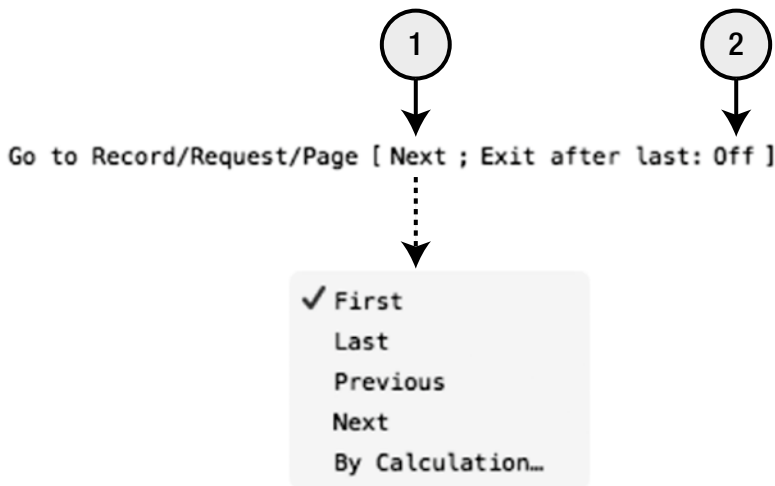 1 2
Go to Record/Request/Page [ Next ; Exit after last: Off ]
✓ First
Last
Previous
Next
By Calculation…